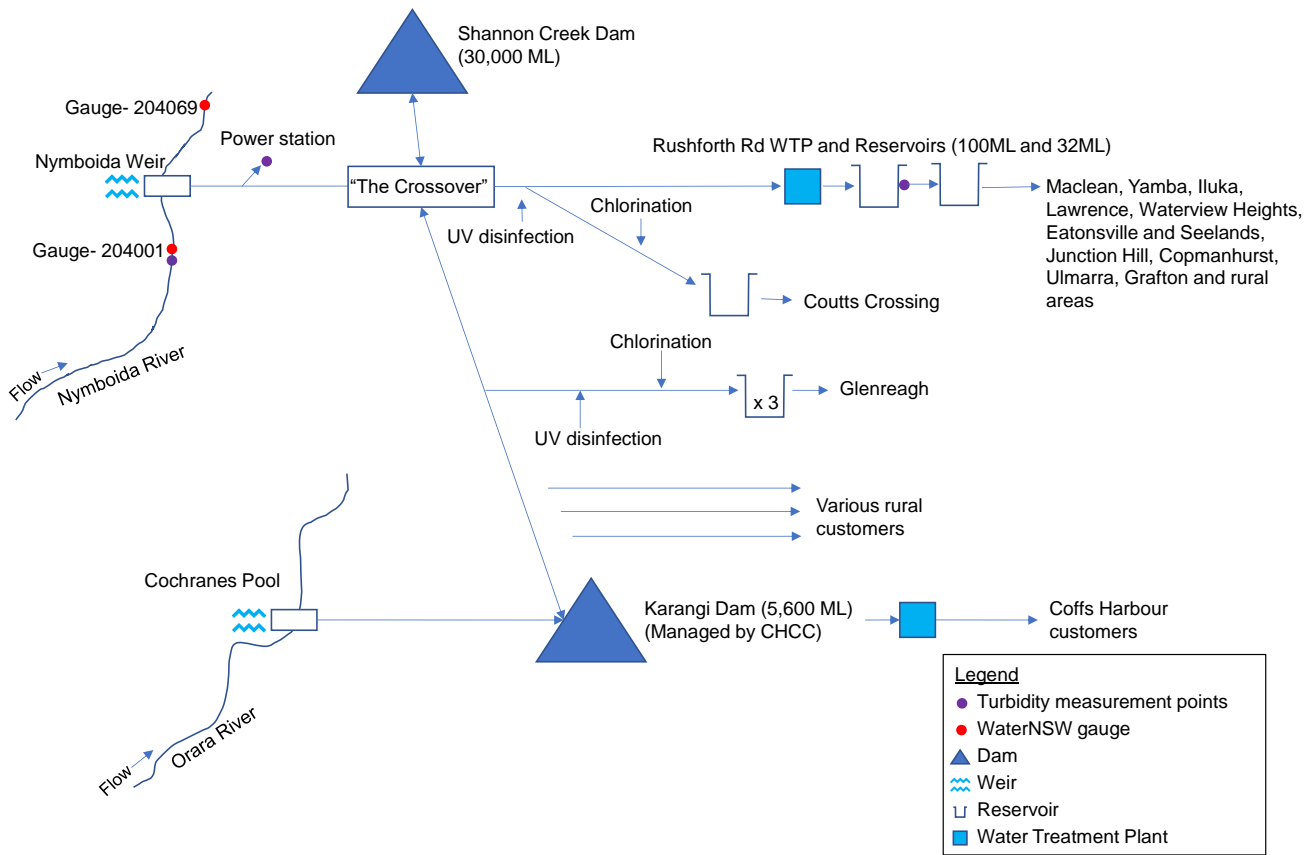 Shannon Creek Dam
(30,000 ML)
Gauge- 204069
Power station
Nymboida Weir
Rushforth Rd WTP and Reservoirs (100ML and 32ML)
“The Crossover”
Maclean, Yamba, Iluka,
Lawrence, Waterview Heights,
Eatonsville and Seelands,
Junction Hill, Copmanhurst,
Ulmarra, Grafton and rural
areas
Chlorination
UV disinfection
Gauge- 204001
Coutts Crossing
Chlorination
Flow
Nymboida River
x 3
Glenreagh
UV disinfection
Various rural
customers
Cochranes Pool
Karangi Dam (5,600 ML)
(Managed by CHCC)
Coffs Harbour
customers
Flow
Orara River
Legend
Turbidity measurement points
WaterNSW gauge
Dam
Weir
Reservoir
Water Treatment Plant